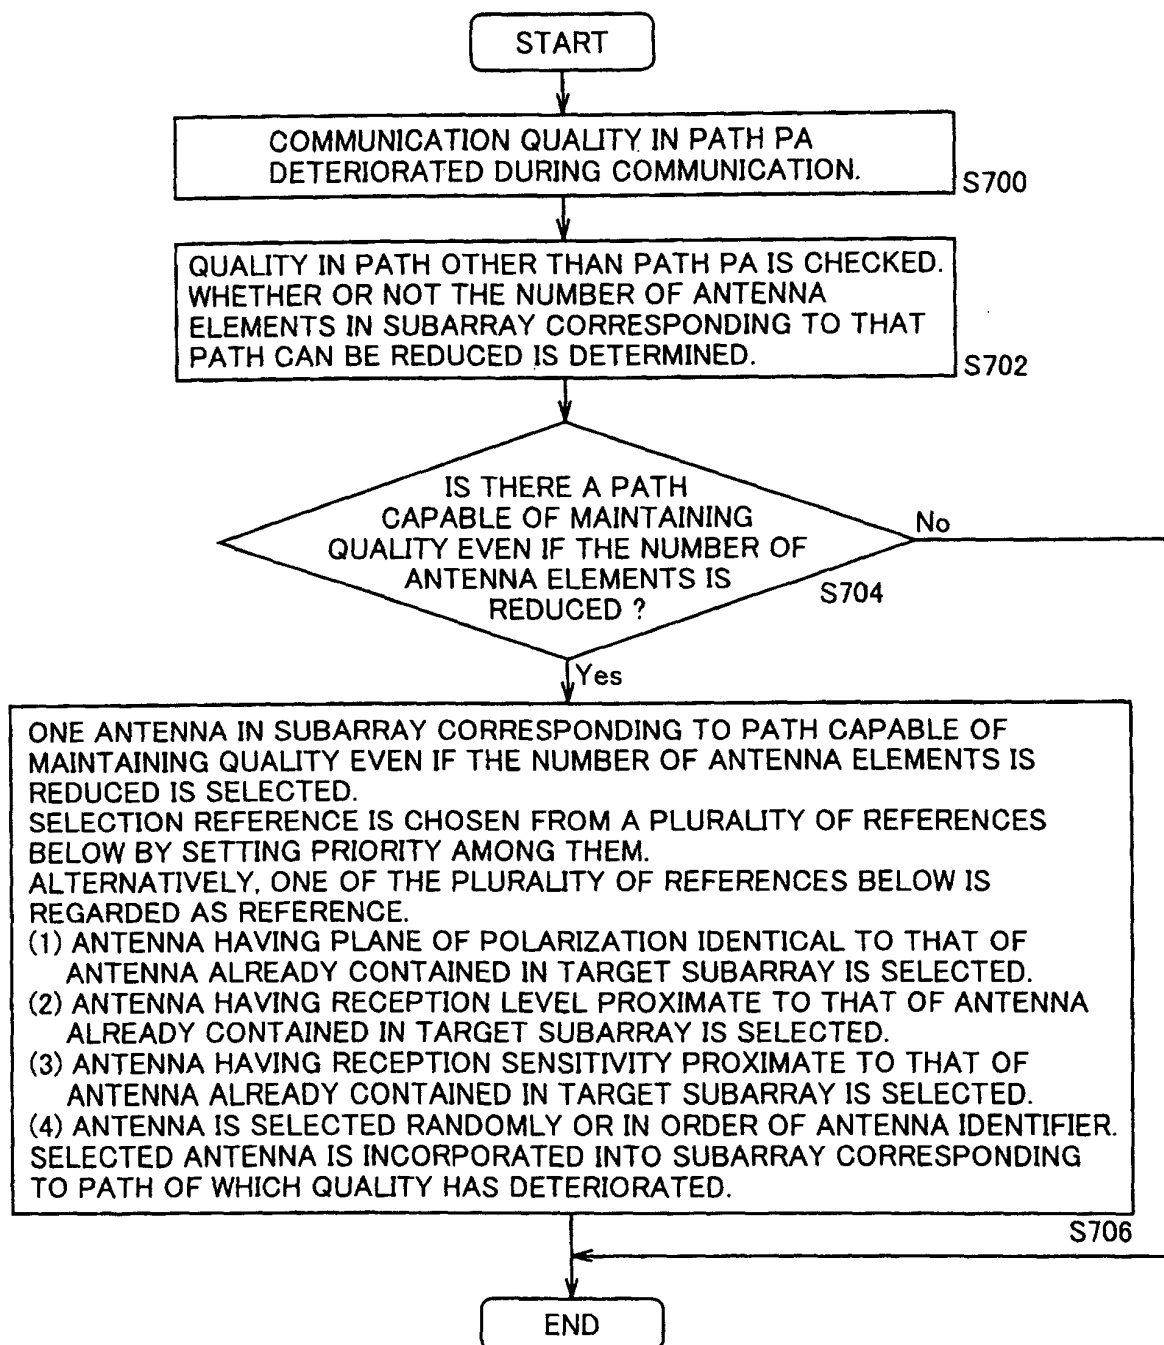 START
COMMUNICATION QUALITY IN PATH PA
DETERIORATED DURING COMMUNICATION.
S700
QUALITY IN PATH OTHER THAN PATH PA IS CHECKED.
WHETHER OR NOT THE NUMBER OF ANTENNA
ELEMENTS IN SUBARRAY CORRESPONDING TO THAT
PATH CAN BE REDUCED IS DETERMINED.
S702
IS THERE A PATH
CAPABLE OF MAINTAINING
QUALITY EVEN IF THE NUMBER OF
ANTENNA ELEMENTS IS
REDUCED ?
No
S704
Yes
ONE ANTENNA IN SUBARRAY CORRESPONDING TO PATH CAPABLE OF
MAINTAINING QUALITY EVEN IF THE NUMBER OF ANTENNA ELEMENTS IS
REDUCED IS SELECTED.
SELECTION REFERENCE IS CHOSEN FROM A PLURALITY OF REFERENCES
BELOW BY SETTING PRIORITY AMONG THEM.
ALTERNATIVELY, ONE OF THE PLURALITY OF REFERENCES BELOW IS
REGARDED AS REFERENCE.
(1) ANTENNA HAVING PLANE OF POLARIZATION IDENTICAL TO THAT OF
ANTENNA ALREADY CONTAINED IN TARGET SUBARRAY IS SELECTED.
(2) ANTENNA HAVING RECEPTION LEVEL PROXIMATE TO THAT OF ANTENNA
ALREADY CONTAINED IN TARGET SUBARRAY IS SELECTED.
(3) ANTENNA HAVING RECEPTION SENSITIVITY PROXIMATE TO THAT OF
ANTENNA ALREADY CONTAINED IN TARGET SUBARRAY IS SELECTED.
(4) ANTENNA IS SELECTED RANDOMLY OR IN ORDER OF ANTENNA IDENTIFIER.
SELECTED ANTENNA IS INCORPORATED INTO SUBARRAY CORRESPONDING
TO PATH OF WHICH QUALITY HAS DETERIORATED.
S706
END